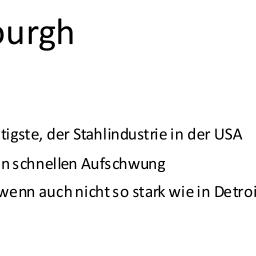 burgh
tigste, der Stahlindustrie in der USA
n schnellen Aufschwung
wenn auch nicht so stark wie in Detroi